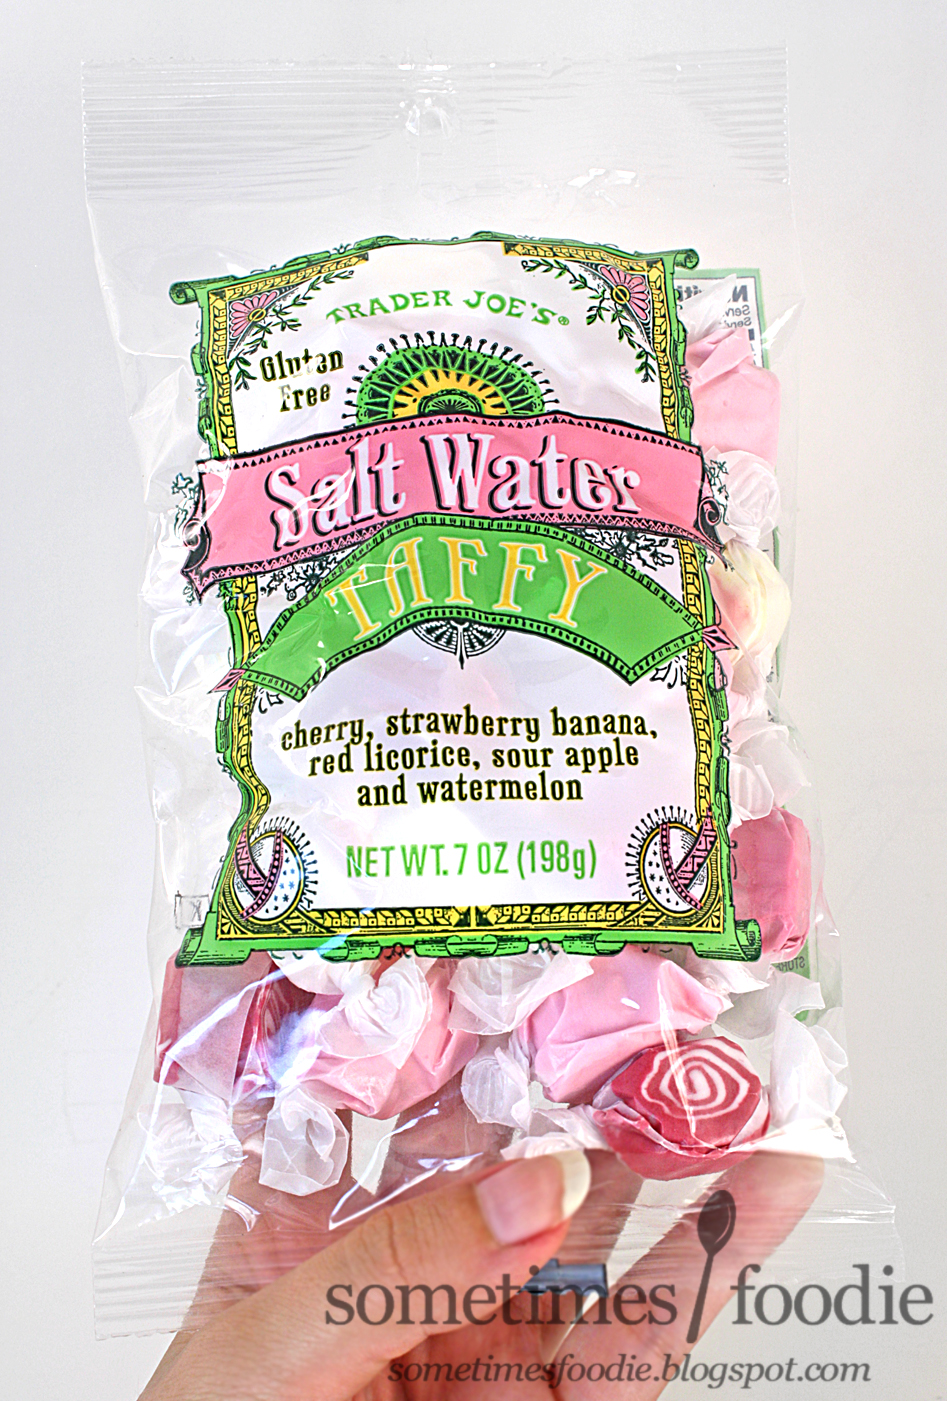 TRADER JOE'S®
Gluten
Free
Salt Water
TAFFY
cherry, strawberry banana,
red licorice, sour apple
and watermelon
NET WT. 7 OZ (198g)
sometimes foodie
sometimesfoodie.blogspot.com